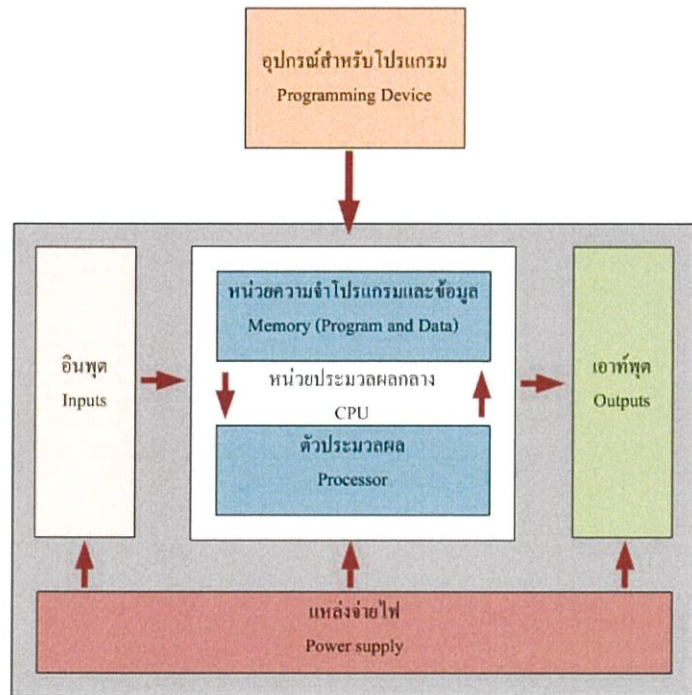 อุปกรณ์สำหรับโปรแกรม
Programming Device
หน่วยความจำโปรแกรมและข้อมูล
Memory (Program and Data)
อินพุต
Inputs
หน่วยประมวลผลกลาง
CPU
เอาท์พุต
Outputs
ตัวประมวลผล
Processor
แหล่งจ่ายไฟ
Power supply